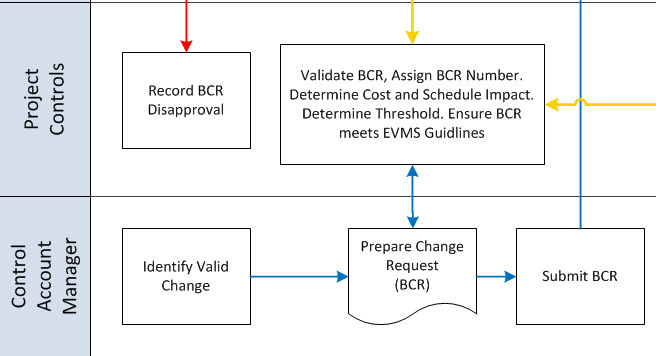 Project
Controls
Record BCR
Disapproval
Validate BCR, Assign BCR Number.
Determine Cost and Schedule Impact.
Determine Threshold. Ensure BCR
meets EVMS Guidlines
Control
Account
Manager
Identify Valid
Change
Prepare Change
Request
(BCR)
Submit BCR